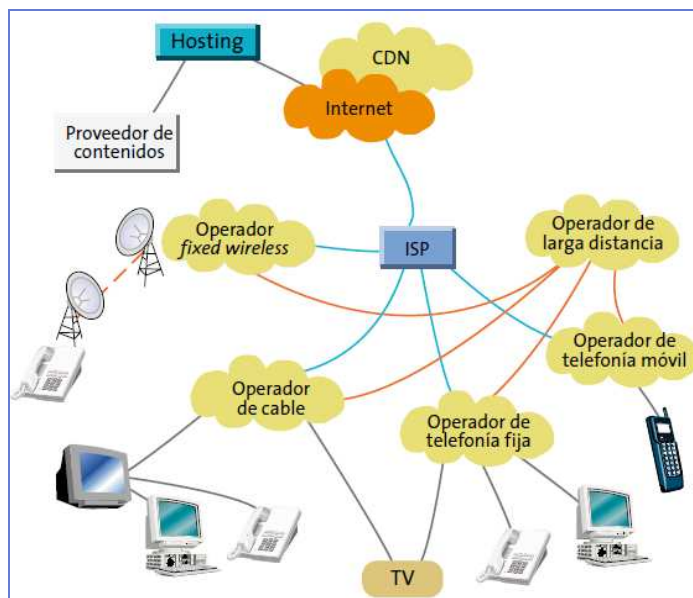 Hosting
CDN
Internet
Proveedor de
contenidos
Operador
fixed wireless
ISP
Operador de
larga distancia
Operador de
telefonía móvil
Operador
de cable
Operador de
telefonía fija
TV